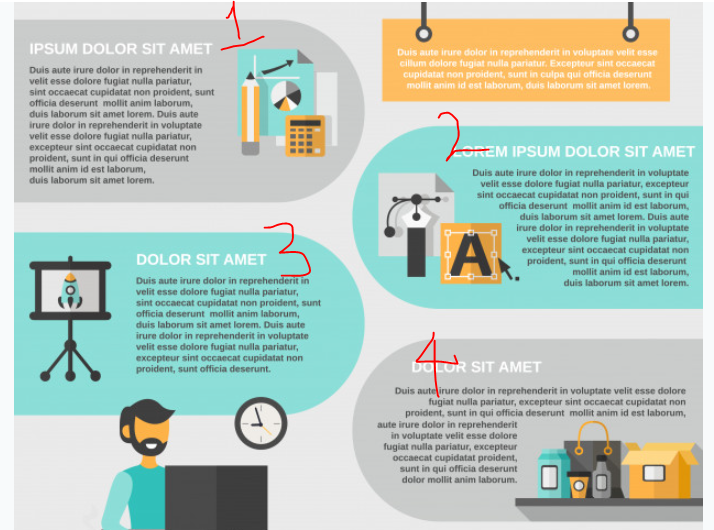 1
IPSUM DOLOR SIT AMET
Duis aute irure dolor in reprehenderit in
velit esse dolore fugiat nulla pariatur,
sint occaecat cupidatat non proident, sunt
officia deserunt mollit anim laborum,
duis laborum sit amet lorem. Duis aute
irure dolor in reprehenderit in voluptate
velit esse dolore fugiat nulla pariatur,
excepteur sint occaecat cupidatat non
proident, sunt in qui officia deserunt
mollit anim id est laborum,
duis laborum sit amet lorem.
Duis aute irure dolor in reprehenderit in voluptate velit esse
cillum dolore fugiat nulla pariatur. Excepteur sint occaecat
cupidatat non proident, sunt in culpa qui officia deserunt
mollit anim id est laborum, duis laborum sit amet lorem.
2
LOREM IPSUM DOLOR SIT AMET
Duis aute irure dolor in reprehenderit in voluptate
velit esse dolore fugiat nulla pariatur, excepteur
sint occaecat cupidatat non proident, sunt in qui
officia deserunt mollit anim id est laborum,
duis laborum sit amet lorem. Duis aute
irure dolor in reprehenderit in voluptate
velit esse dolore fugiat nulla pariatur,
excepteur sint occaecat cupidatat non
proident, sunt in qui officia deserunt
mollit anim id est laborum,
duis laborum sit amet lorem.
A
3
DOLOR SIT AMET
Duis aute irure dolor in reprehenderit in
velit esse dolore fugiat nulla pariatur,
sint occaecat cupidatat non proident, sunt
officia deserunt mollit anim laborum,
duis laborum sit amet lorem. Duis aute
irure dolor in reprehenderit in voluptate
velit esse dolore fugiat nulla pariatur,
excepteur sint occaecat cupidatat non
proident, sunt in qui officia deserunt.
4
DOLOR SIT AMET
Duis aute irure dolor in reprehenderit in voluptate velit esse dolore
fugiat nulla pariatur, excepteur sint occaecat cupidatat non
proident, sunt in qui officia deserunt mollit anim id est laborum,
aute irure dolor in reprehenderit
in voluptate velit esse dolore
fugiat nulla pariatur, excepteur
occaecat cupidatat proident,
sunt in qui officia deserunt
dolor mollit anim id laborum.